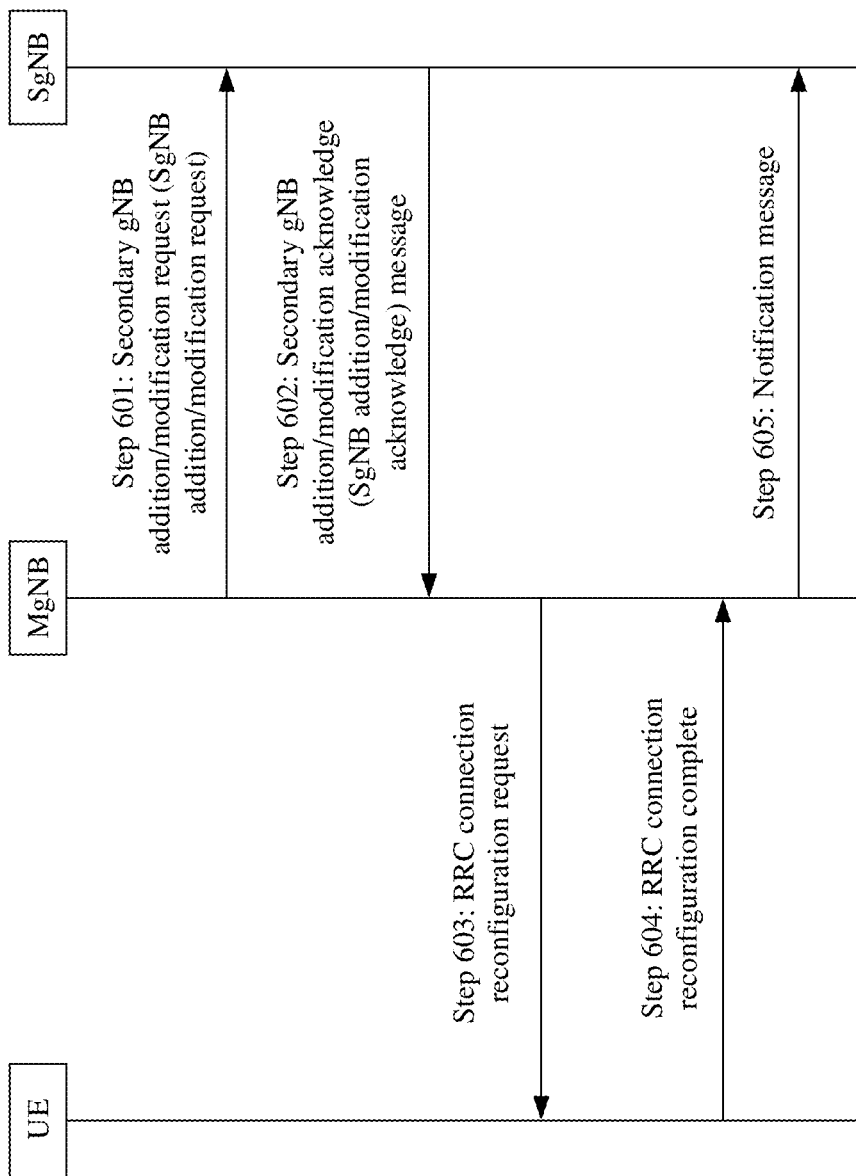 UE
MgNB
SgNB
Step 601: Secondary gNB
addition/modification request (SgNB
addition/modification request)
Step 602: Secondary gNB
addition/modification acknowledge
(SgNB addition/modification
acknowledge) message
Step 603: RRC connection
reconfiguration request
Step 604: RRC connection
reconfiguration complete
Step 605: Notification message